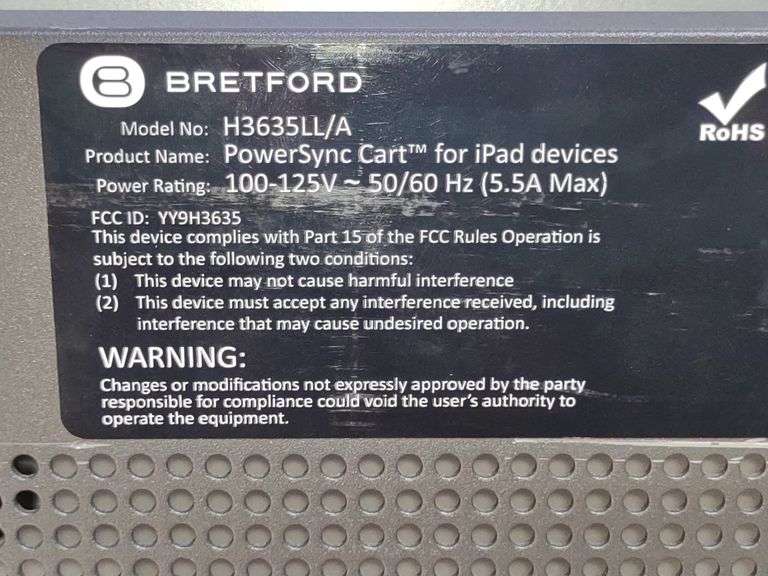 BRETFORD
RoHS
Model No: H3635LL/A
Product Name: PowerSync Cart™ for iPad devices
Power Rating: 100-125V ~ 50/60 Hz (5.5A Max)
FCC ID: YY9H3635
This device complies with Part 15 of the FCC Rules Operation is
subject to the following two conditions:
(1) This device may not cause harmful interference
(2) This device must accept any interference received, including
interference that may cause undesired operation.
WARNING:
Changes or modifications not expressly approved by the party
responsible for compliance could void the user's authority to
operate the equipment.